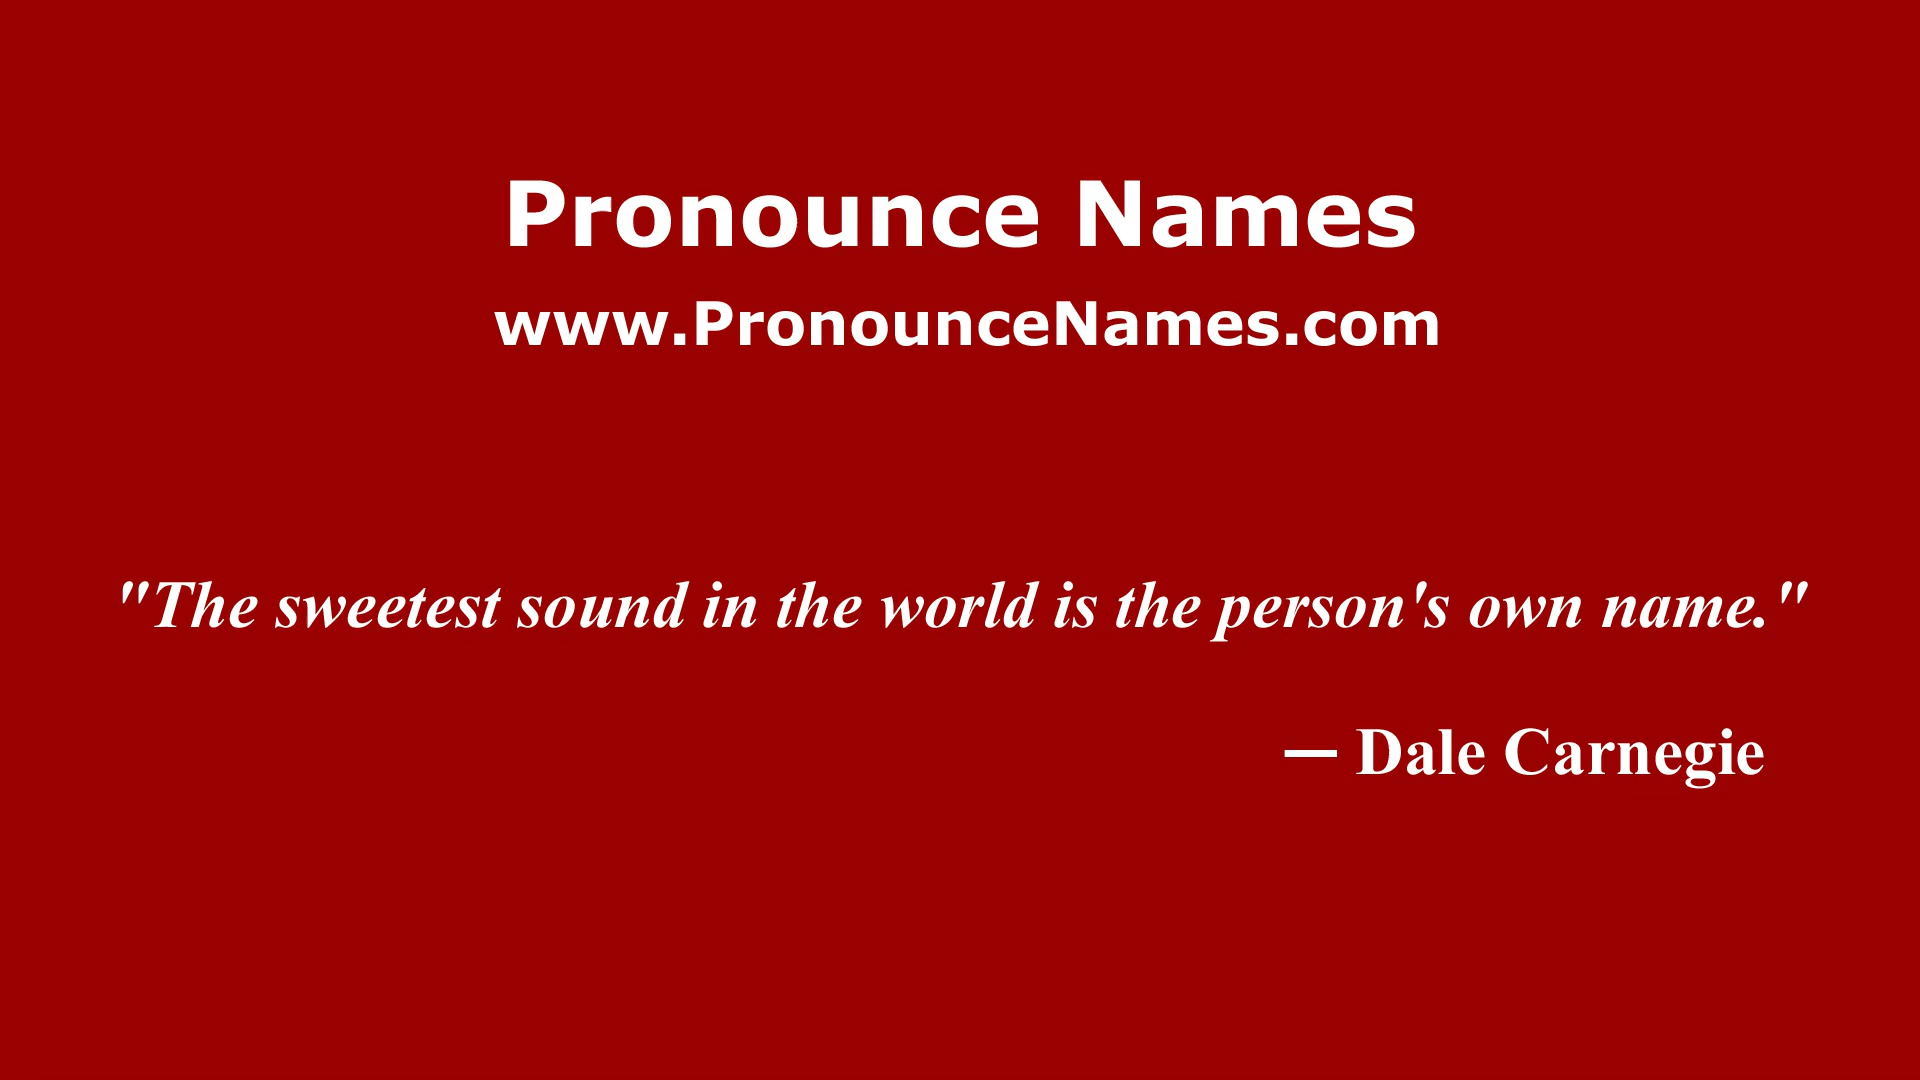 Pronounce Names
www.PronounceNames.com
"The sweetest sound in the world is the person's own name."
— Dale Carnegie